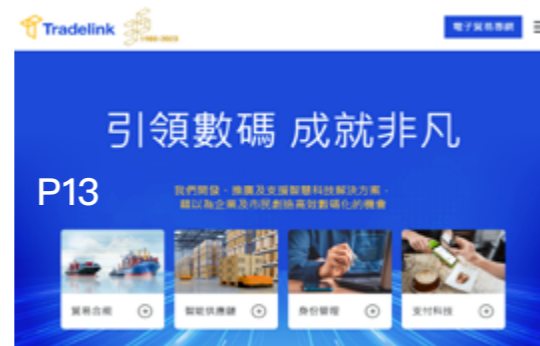 Tradelink
1988-2023
電子貿易專網
引領數碼 成就非凡
P13
我們開發、推廣及支援智慧科技解決方案，
藉以為企業及市民創造高效數碼化的機會
貿易合規
智能供應鏈
身份管理
支付科技